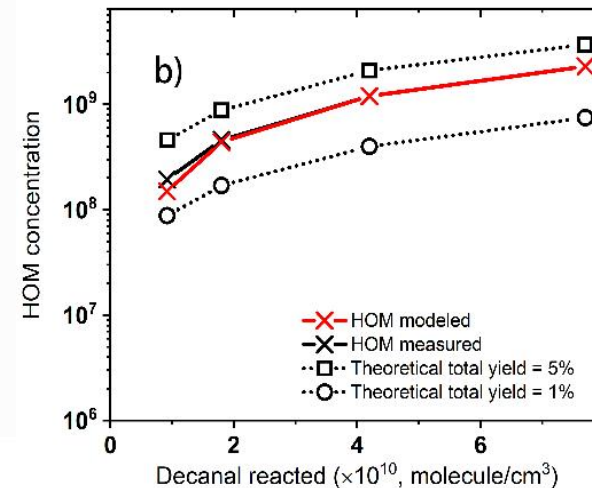 b)
HOM concentration
10⁹
10⁸
10⁷
10⁶
HOM modeled
HOM measured
Theoretical total yield = 5%
Theoretical total yield = 1%
0 2 4 6
Decanal reacted (×10¹⁰, molecule/cm³)